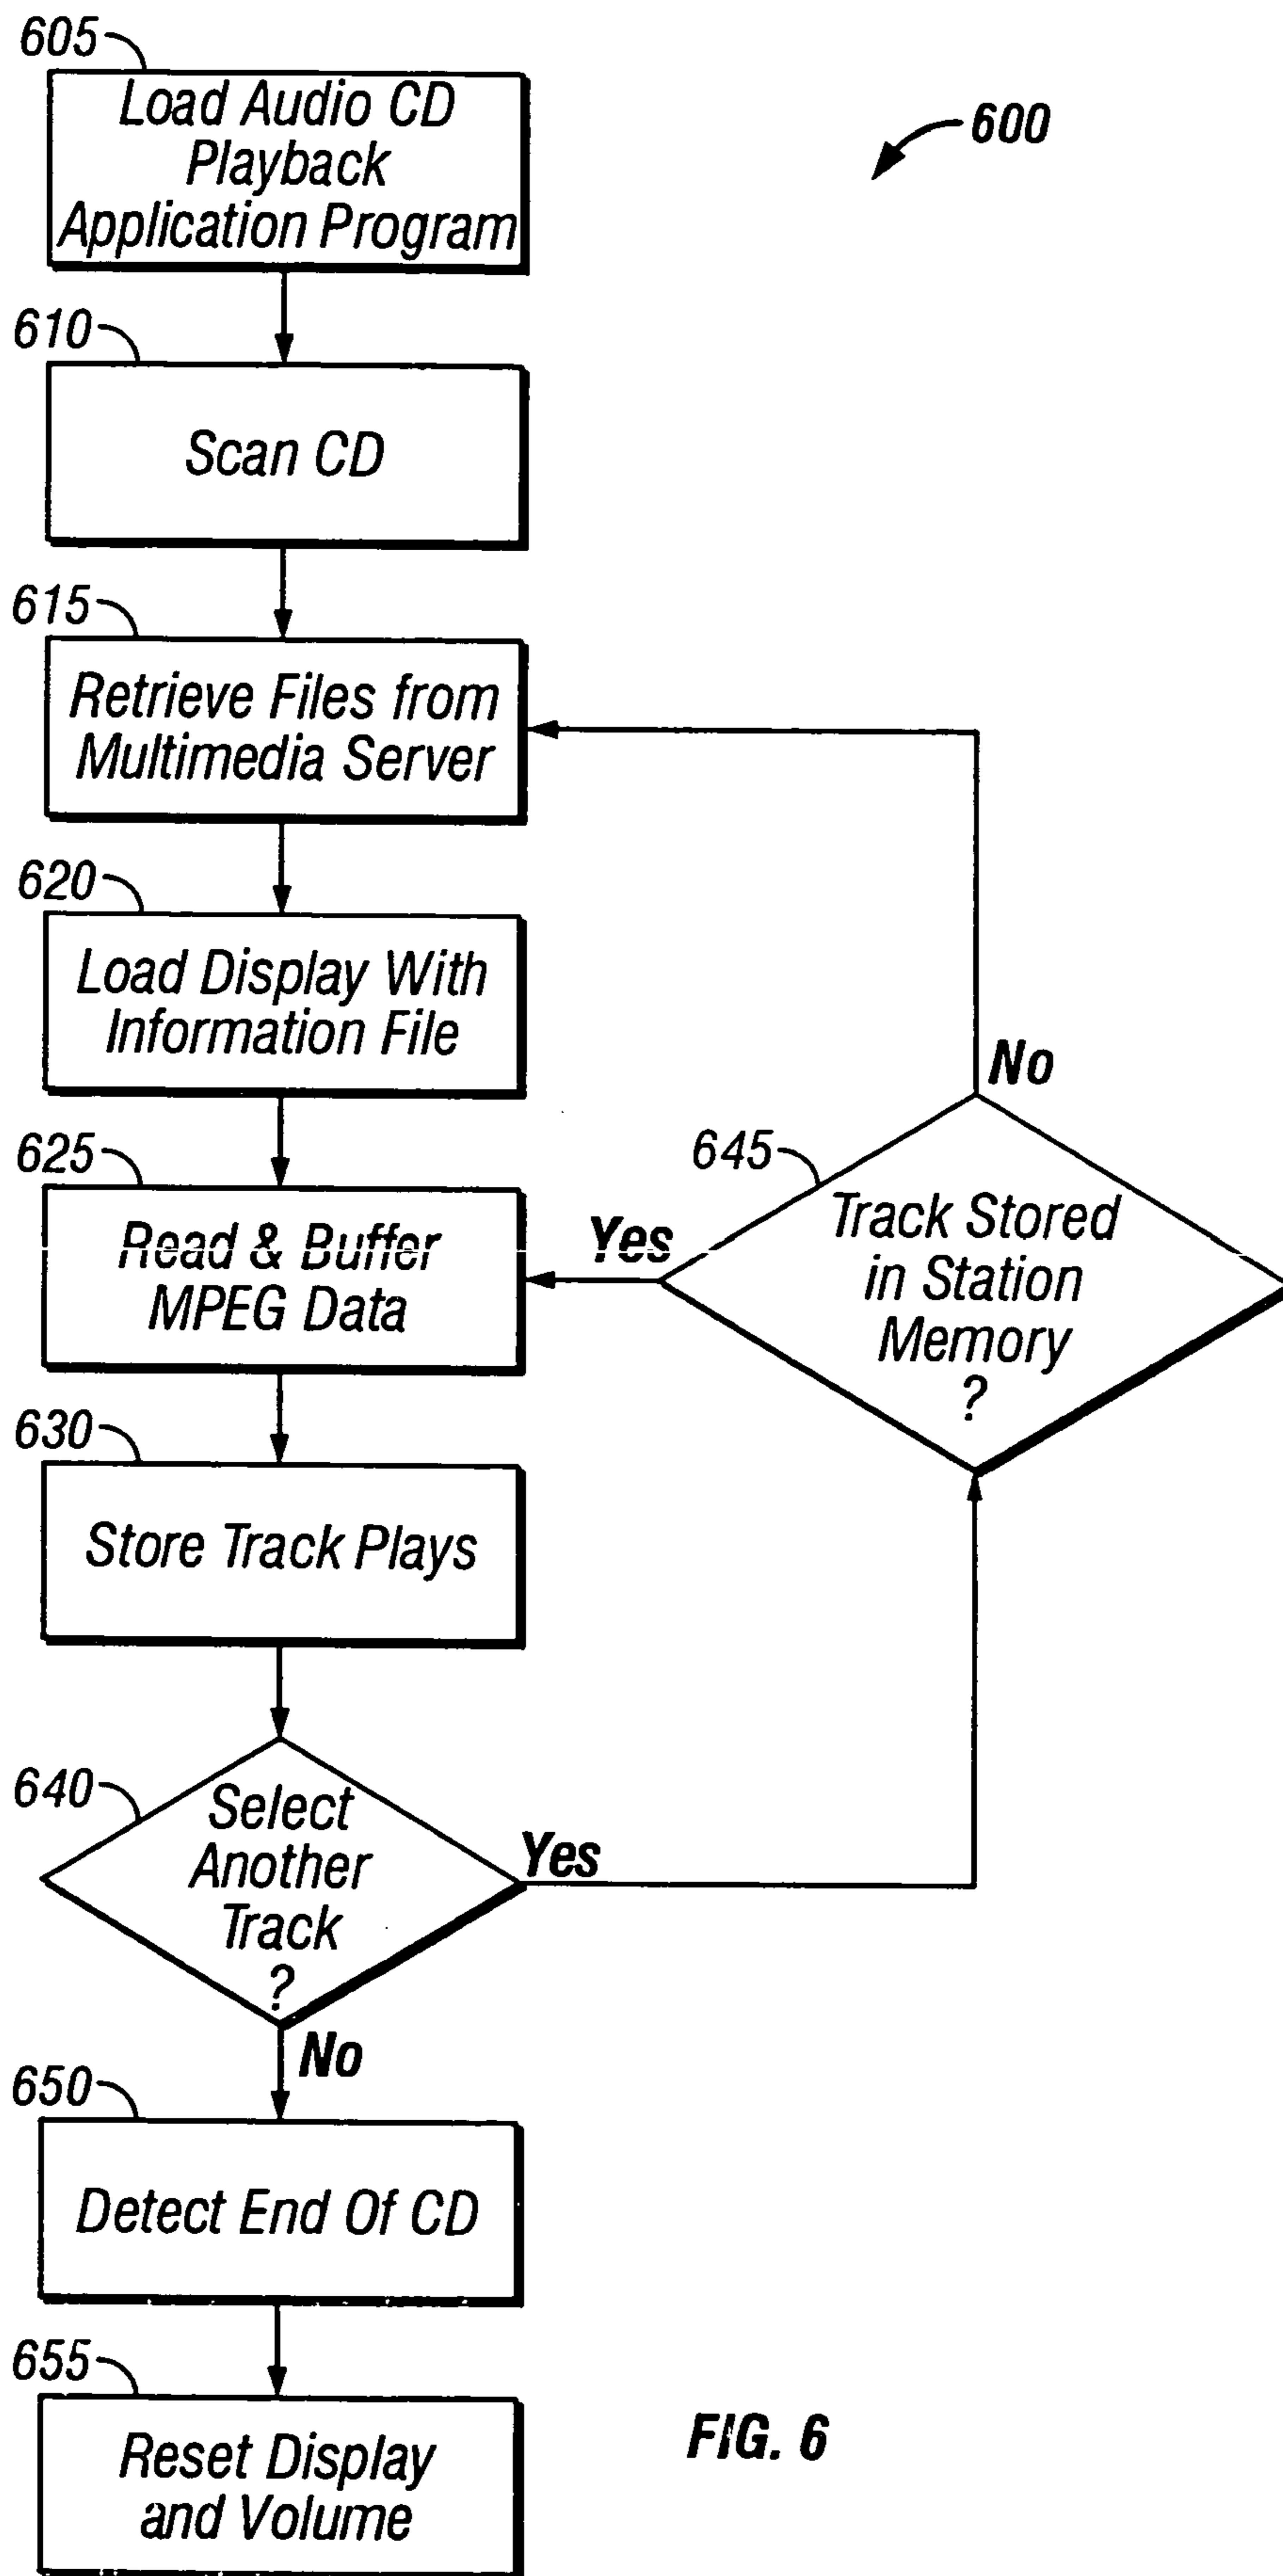 605
Load Audio CD
Playback
Application Program
600
610
Scan CD
615
Retrieve Files from
Multimedia Server
620
Load Display With
Information File
625
Read & Buffer
MPEG Data
Yes
645
Track Stored
in Station
Memory
?
No
630
Store Track Plays
640
Select
Another
Track
?
Yes
No
650
Detect End Of CD
655
Reset Display
and Volume
FIG. 6